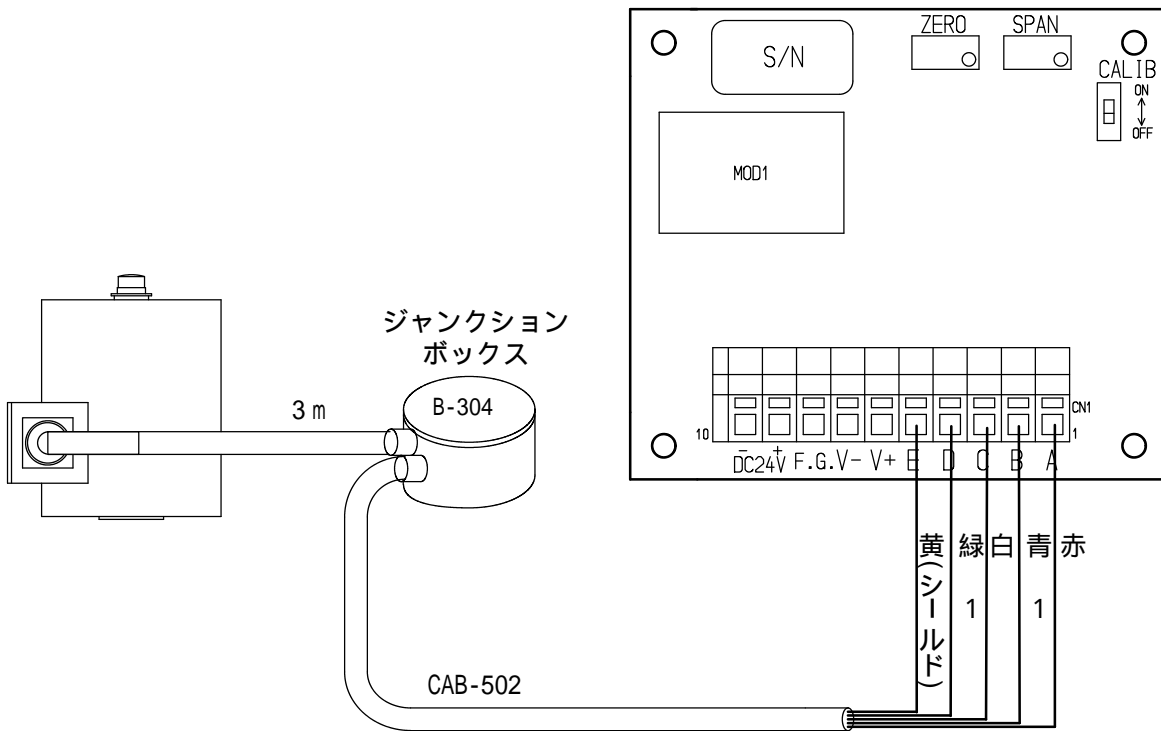 ZERO
SPAN
S/N
CALIB
ON
OFF
MOD1
ジャンクション
ボックス
B-304
3 m
CN1
10
1
DC24V
-
+
F.G.
V-
V+
E
D
C
B
A
黄(シールド)
緑 1
白
青 1
赤
CAB-502